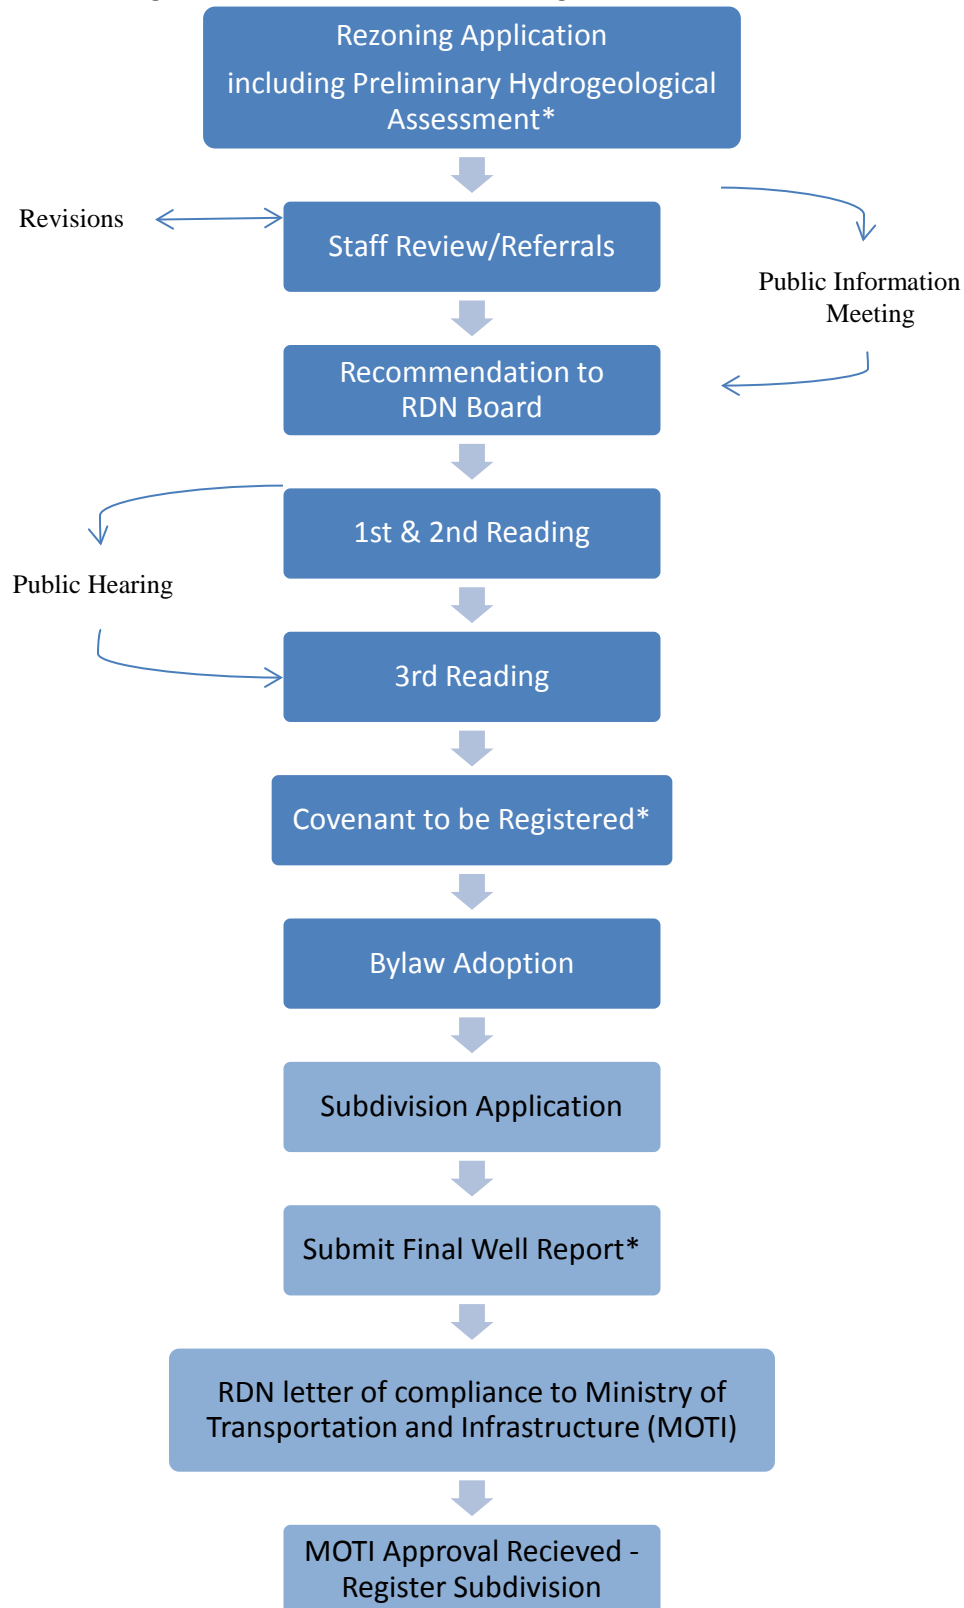 Rezoning Application
including Preliminary Hydrogeological
Assessment*
Revisions
Staff Review/Referrals
Public Information
Meeting
Recommendation to
RDN Board
1st & 2nd Reading
Public Hearing
3rd Reading
Covenant to be Registered*
Bylaw Adoption
Subdivision Application
Submit Final Well Report*
RDN letter of compliance to Ministry of
Transportation and Infrastructure (MOTI)
MOTI Approval Recieved -
Register Subdivision